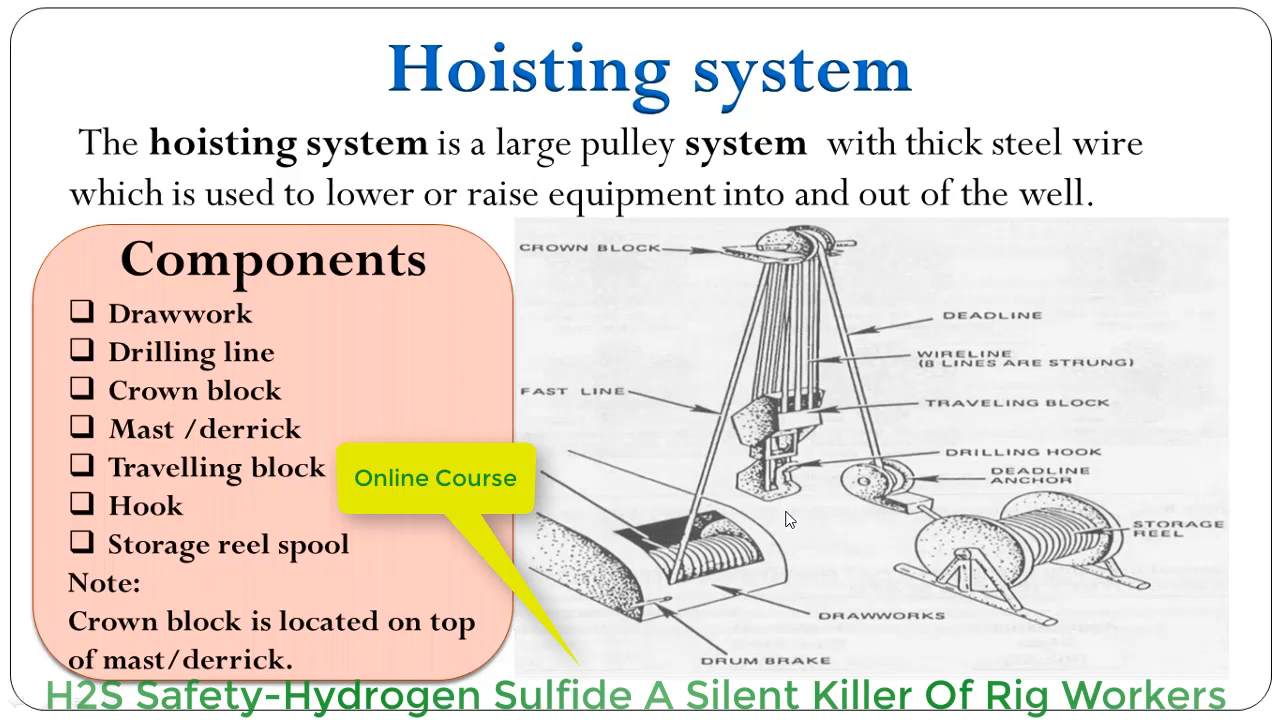 Hoisting system
The hoisting system is a large pulley system with thick steel wire
which is used to lower or raise equipment into and out of the well.
Components
Drawwork
Drilling line
Crown block
Mast /derrick
Travelling block
Hook
Storage reel spool
Note:
Crown block is located on top
of mast/derrick.
Online Course
CROWN BLOCK
DEADLINE
WIRELINE
(8 LINES ARE STRUNG)
FAST LINE
TRAVELING BLOCK
DRILLING HOOK
DEADLINE
ANCHOR
STORAGE
REEL
DRAWWORKS
DRUM BRAKE
H2S Safety-Hydrogen Sulfide A Silent Killer Of Rig Workers